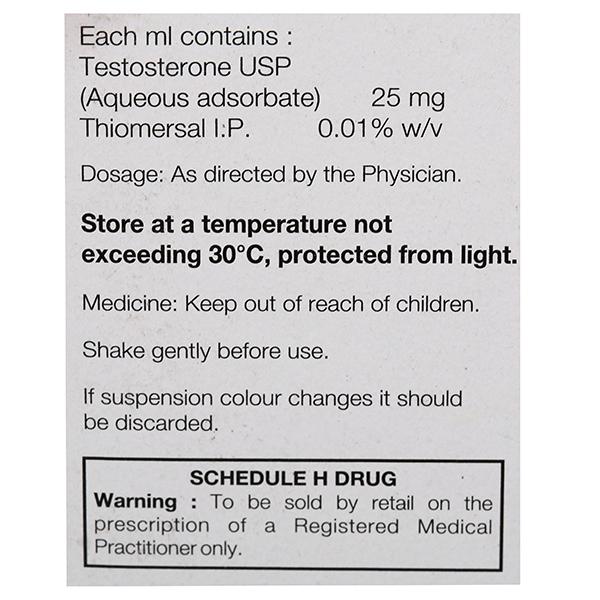 Each ml contains :
Testosterone USP
(Aqueous adsorbate) 25 mg
Thiomersal I.P. 0.01% w/v
Dosage: As directed by the Physician.
Store at a temperature not
exceeding 30°C, protected from light.
Medicine: Keep out of reach of children.
Shake gently before use.
If suspension colour changes it should
be discarded.
SCHEDULE H DRUG
Warning : To be sold by retail on the
prescription of a Registered Medical
Practitioner only.